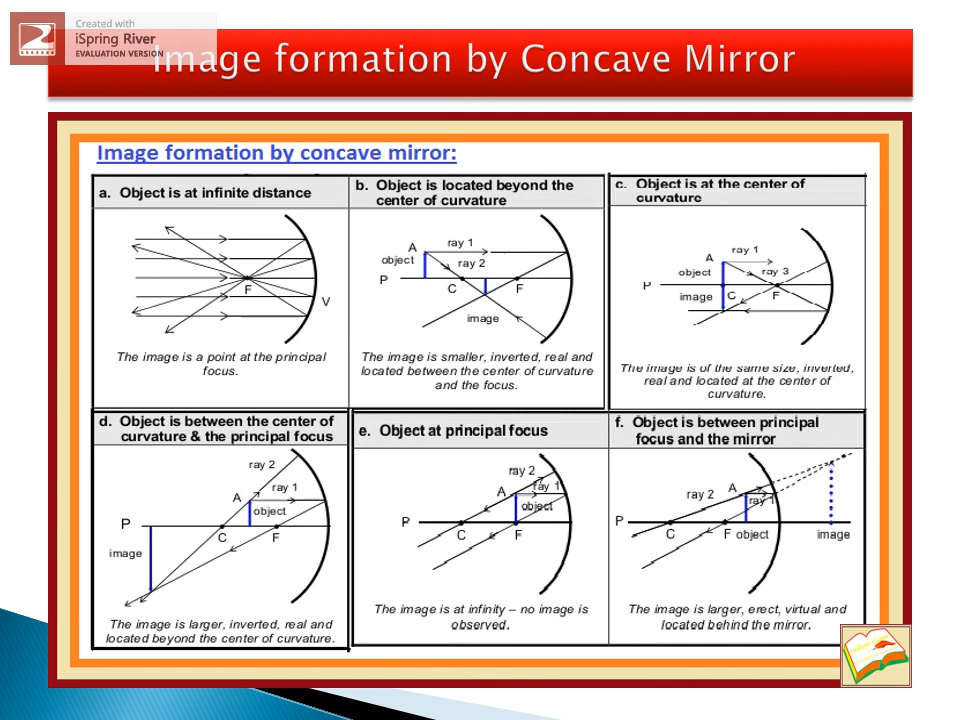 Created with
iSpring River
EVALUATION VERSION
Image formation by Concave Mirror
Image formation by concave mirror:
a. Object is at infinite distance
F
V
The image is a point at the principal
focus.
b. Object is located beyond the
center of curvature
A
ray 1
object
ray 2
P
C
F
image
The image is smaller, inverted, real and
located between the center of curvature
and the focus.
c. Object is at the center of
curvature
ray 1
A
object
ray 3
P
image
C
F
The image is of the same size, inverted,
real and located at the center of
curvature.
d. Object is between the center of
curvature & the principal focus
ray 2
ray 1
A
object
P
C
F
image
The image is larger, inverted, real and
located beyond the center of curvature.
e. Object at principal focus
ray 2
A
ray 1
object
P
C
F
The image is at infinity – no image is
observed.
f. Object is between principal
focus and the mirror
A
ray 2
ray 1
P
C
F object
image
The image is larger, erect, virtual and
located behind the mirror.